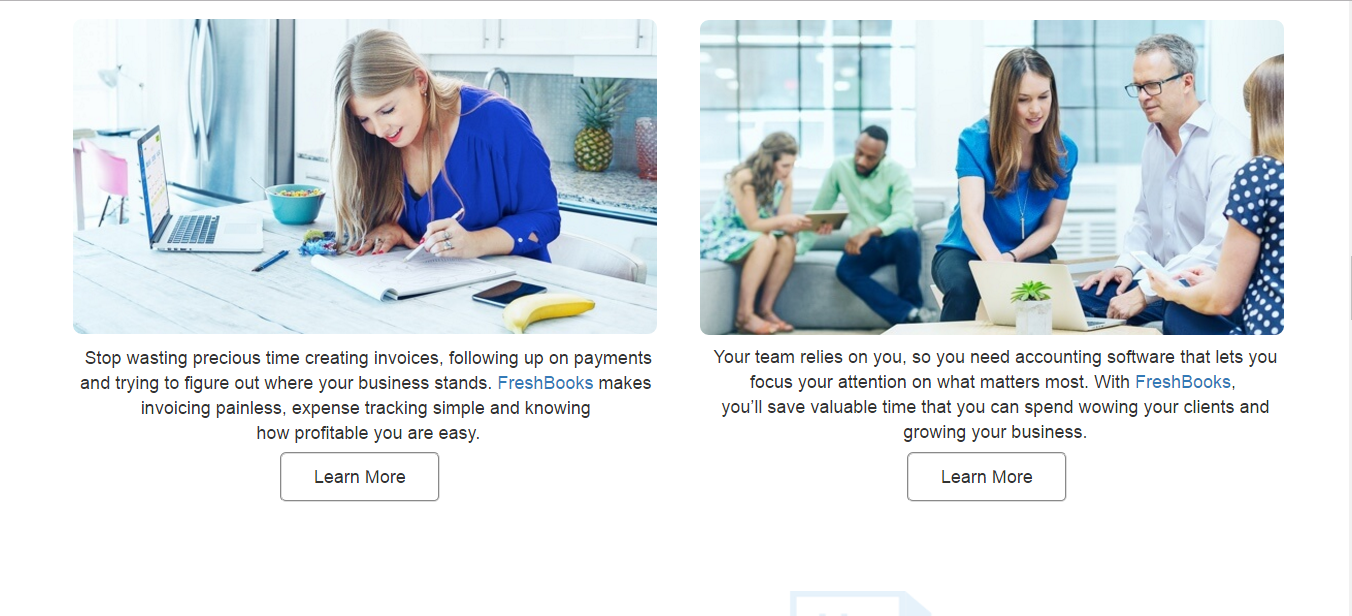 Stop wasting precious time creating invoices, following up on payments
and trying to figure out where your business stands. FreshBooks makes
invoicing painless, expense tracking simple and knowing
how profitable you are easy.
Learn More
Your team relies on you, so you need accounting software that lets you
focus your attention on what matters most. With FreshBooks,
you’ll save valuable time that you can spend wowing your clients and
growing your business.
Learn More